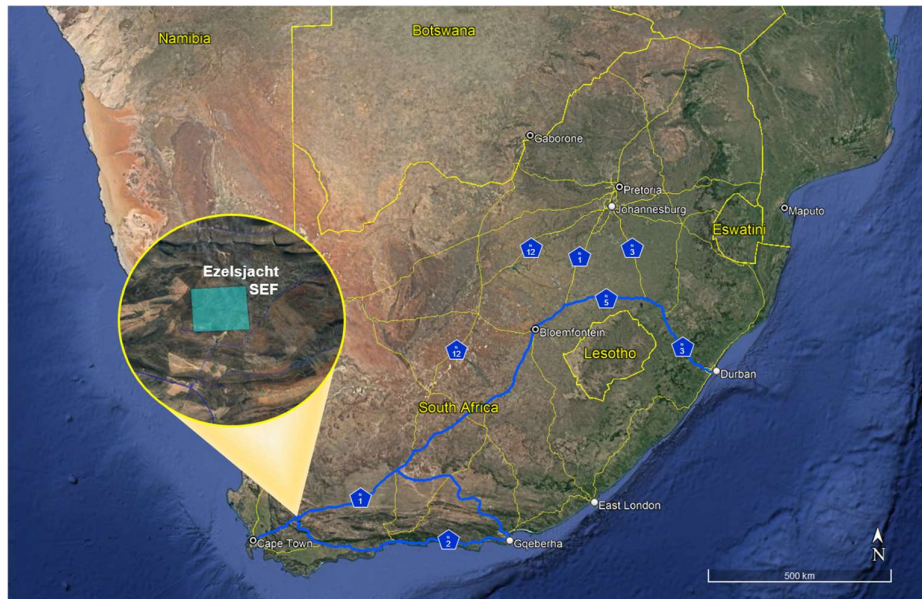 Namibia
Botswana
Gaborone
Pretoria
Johannesburg
Maputo
Eswatini
Ezelsjacht
SEF
N
12
N
1
N
3
N
5
Bloemfontein
N
12
Lesotho
N
3
Durban
South Africa
N
1
East London
Cape Town
N
2
Gqeberha
N
500 km